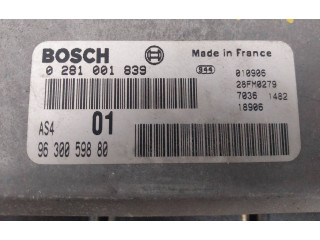 BOSCH
Made in France
0 281 001 839
S44
010906
28FM0279
7036 1482
18906
AS4 01
96 300 598 80